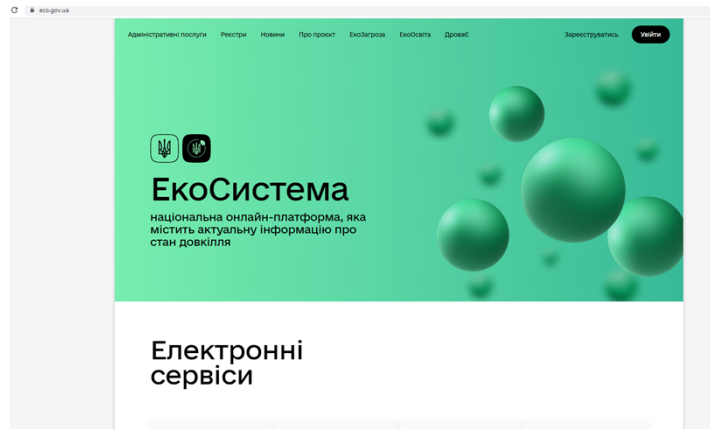 eco.gov.ua
Адміністративні послуги Реєстри Новини Про проєкт ЕкоЗагроза ЕкоОсвіта ДроваЄ Зареєструватись Увійти
ЕкоСистема
національна онлайн-платформа, яка
містить актуальну інформацію про
стан довкілля
Електронні
сервіси